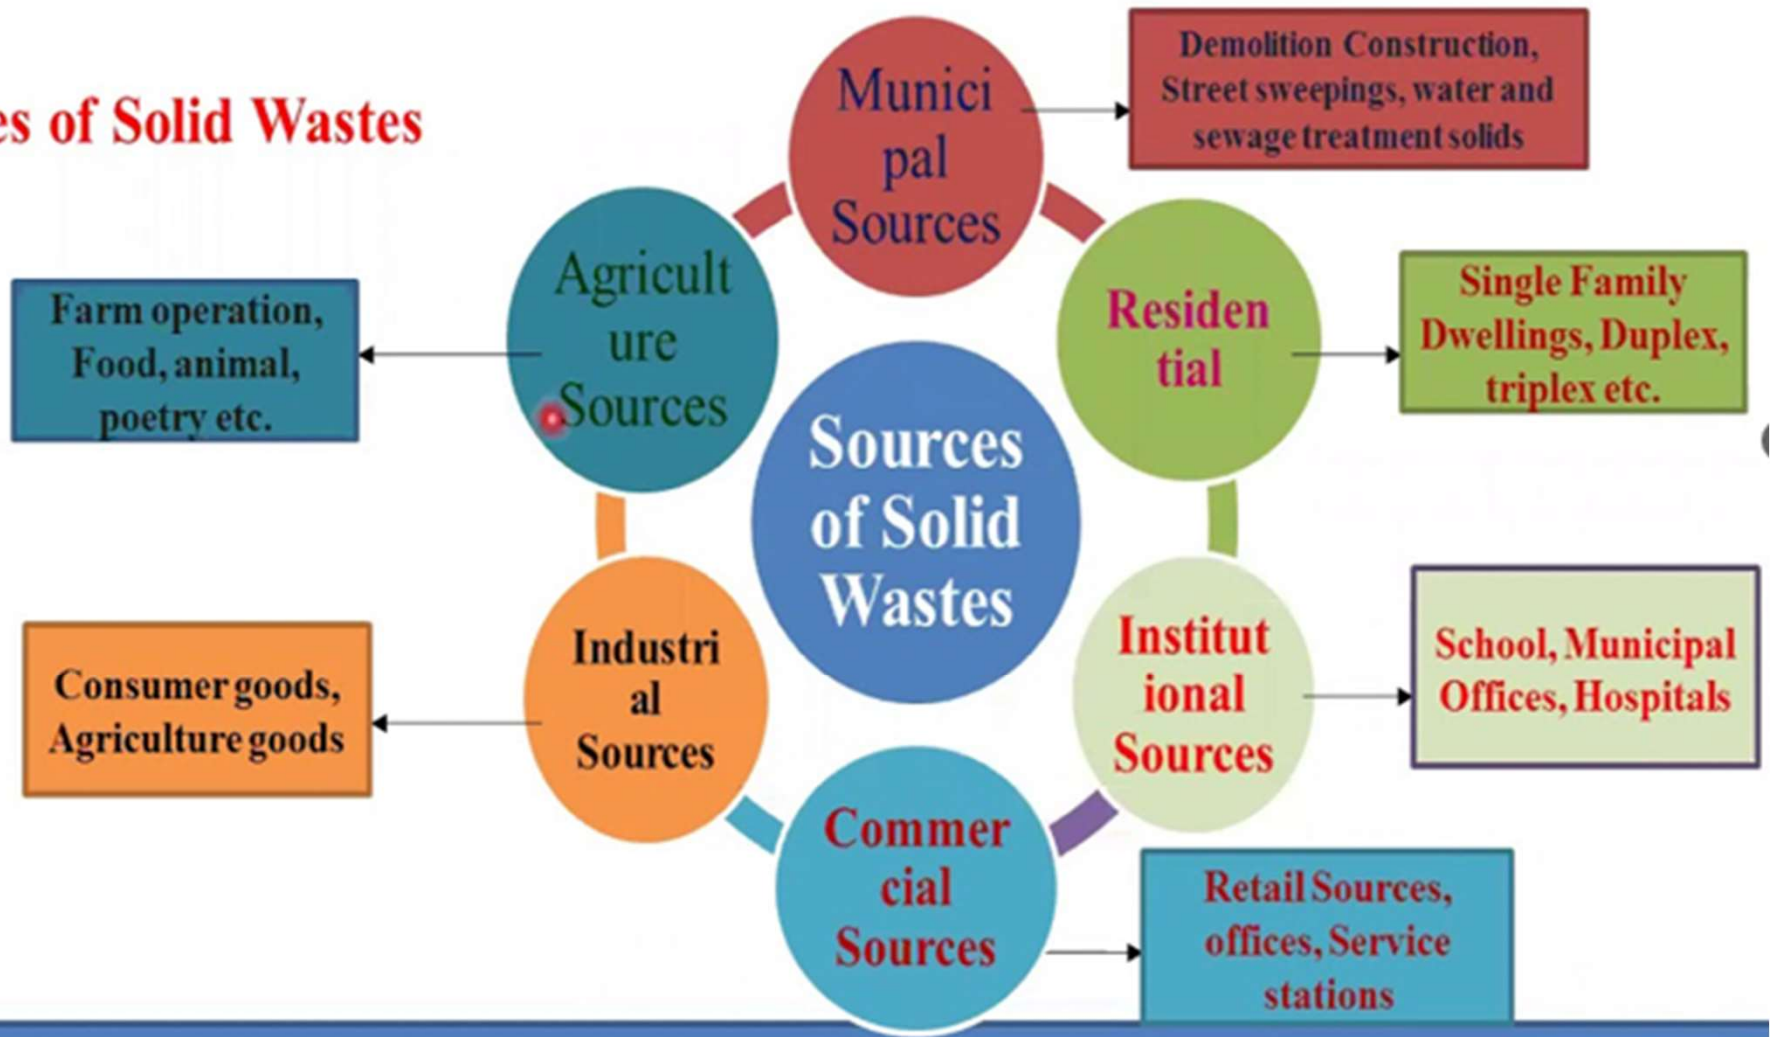 es of Solid Wastes
Munici
pal
Sources
Demolition Construction,
Street sweepings, water and
sewage treatment solids
Residen
tial
Single Family
Dwellings, Duplex,
triplex etc.
Institut
ional
Sources
School, Municipal
Offices, Hospitals
Commer
cial
Sources
Retail Sources,
offices, Service
stations
Industri
al
Sources
Consumer goods,
Agriculture goods
Agricult
ure
Sources
Farm operation,
Food, animal,
poetry etc.
Sources
of Solid
Wastes